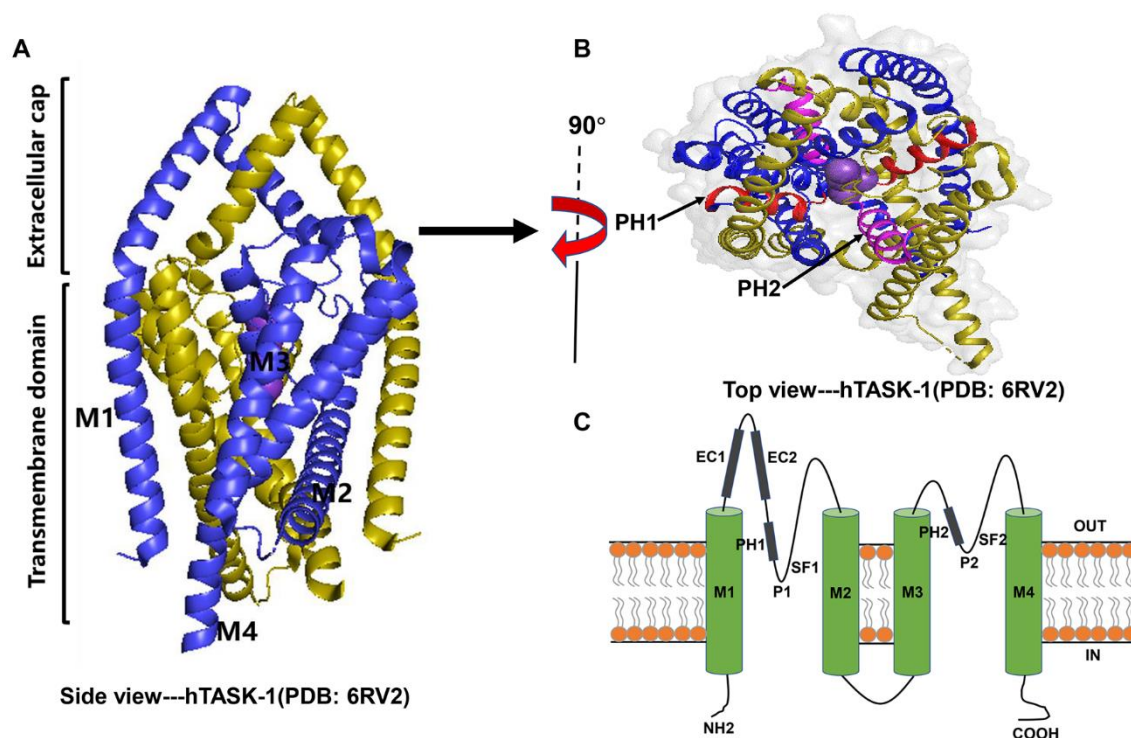 A
Extracellular cap
Transmembrane domain
M1
M3
M2
M4
Side view---hTASK-1(PDB: 6RV2)
90°
B
PH1
PH2
Top view---hTASK-1(PDB: 6RV2)
C
EC1
EC2
PH1
SF1
P1
PH2
SF2
P2
OUT
M1
M2
M3
M4
IN
NH2
COOH